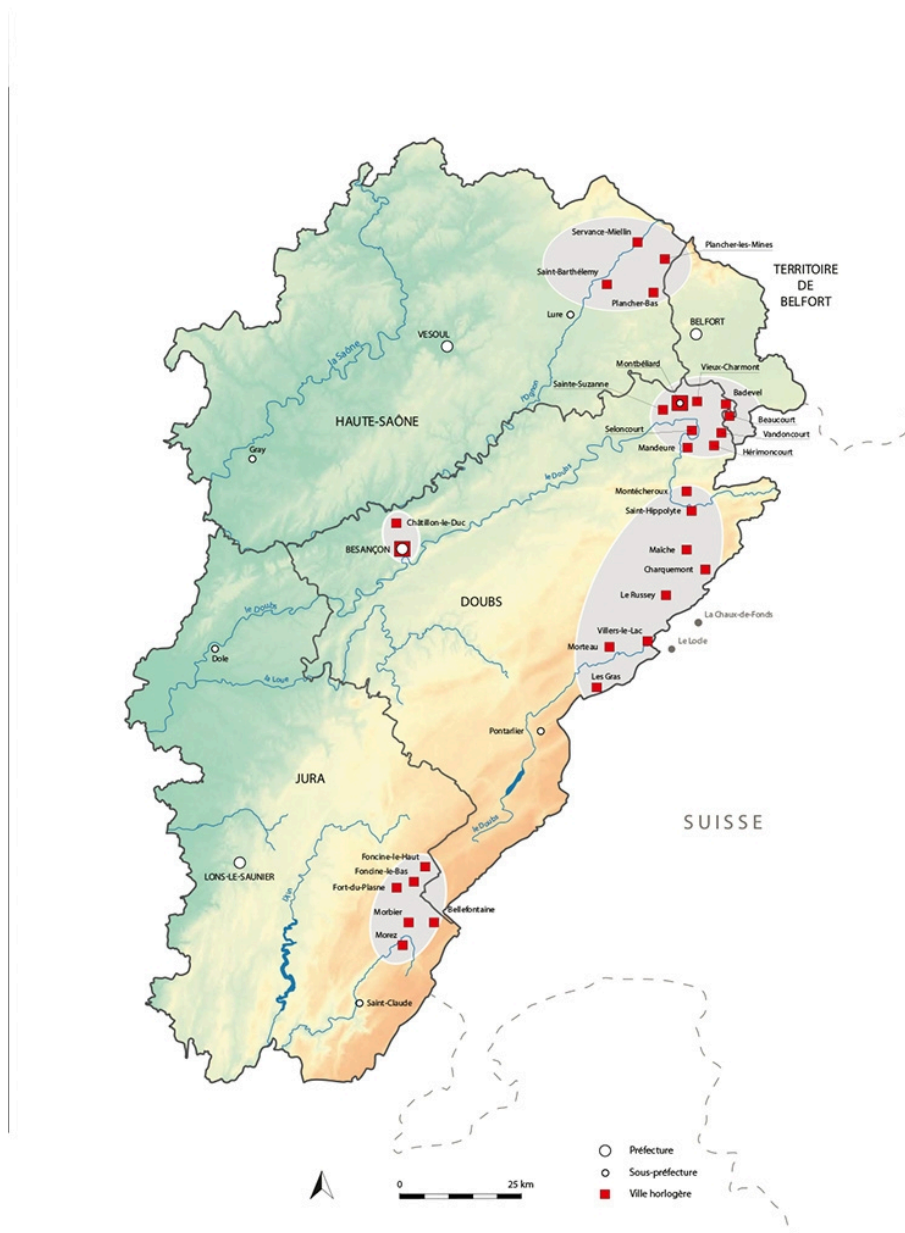 Servance-Miellin
Plancher-les-Mines
Saint-Barthélemy
Plancher-Bas
TERRITOIRE
DE
BELFORT
Lure
BELFORT
VESOUL
la Saône
l'Ognon
Montbéliard
Vieux-Charmont
Sainte-Suzanne
Badevel
Beaucourt
HAUTE-SAÔNE
Seloncourt
Vandoncourt
Mandeure
Hérimoncourt
Gray
le Doubs
Montécheroux
Saint-Hippolyte
Châtillon-le-Duc
BESANÇON
Maîche
Charquemont
DOUBS
Le Russey
le Doubs
La Chaux-de-Fonds
Villers-le-Lac
Le Locle
Morteau
Dole
la Loue
Les Gras
Pontarlier
JURA
SUISSE
le Doubs
Foncine-le-Haut
LONS-LE-SAUNIER
Foncine-le-Bas
Fort-du-Plasne
l'Ain
Morbier
Bellefontaine
Morez
Saint-Claude
Préfecture
Sous-préfecture
Ville horlogère
0
25 km